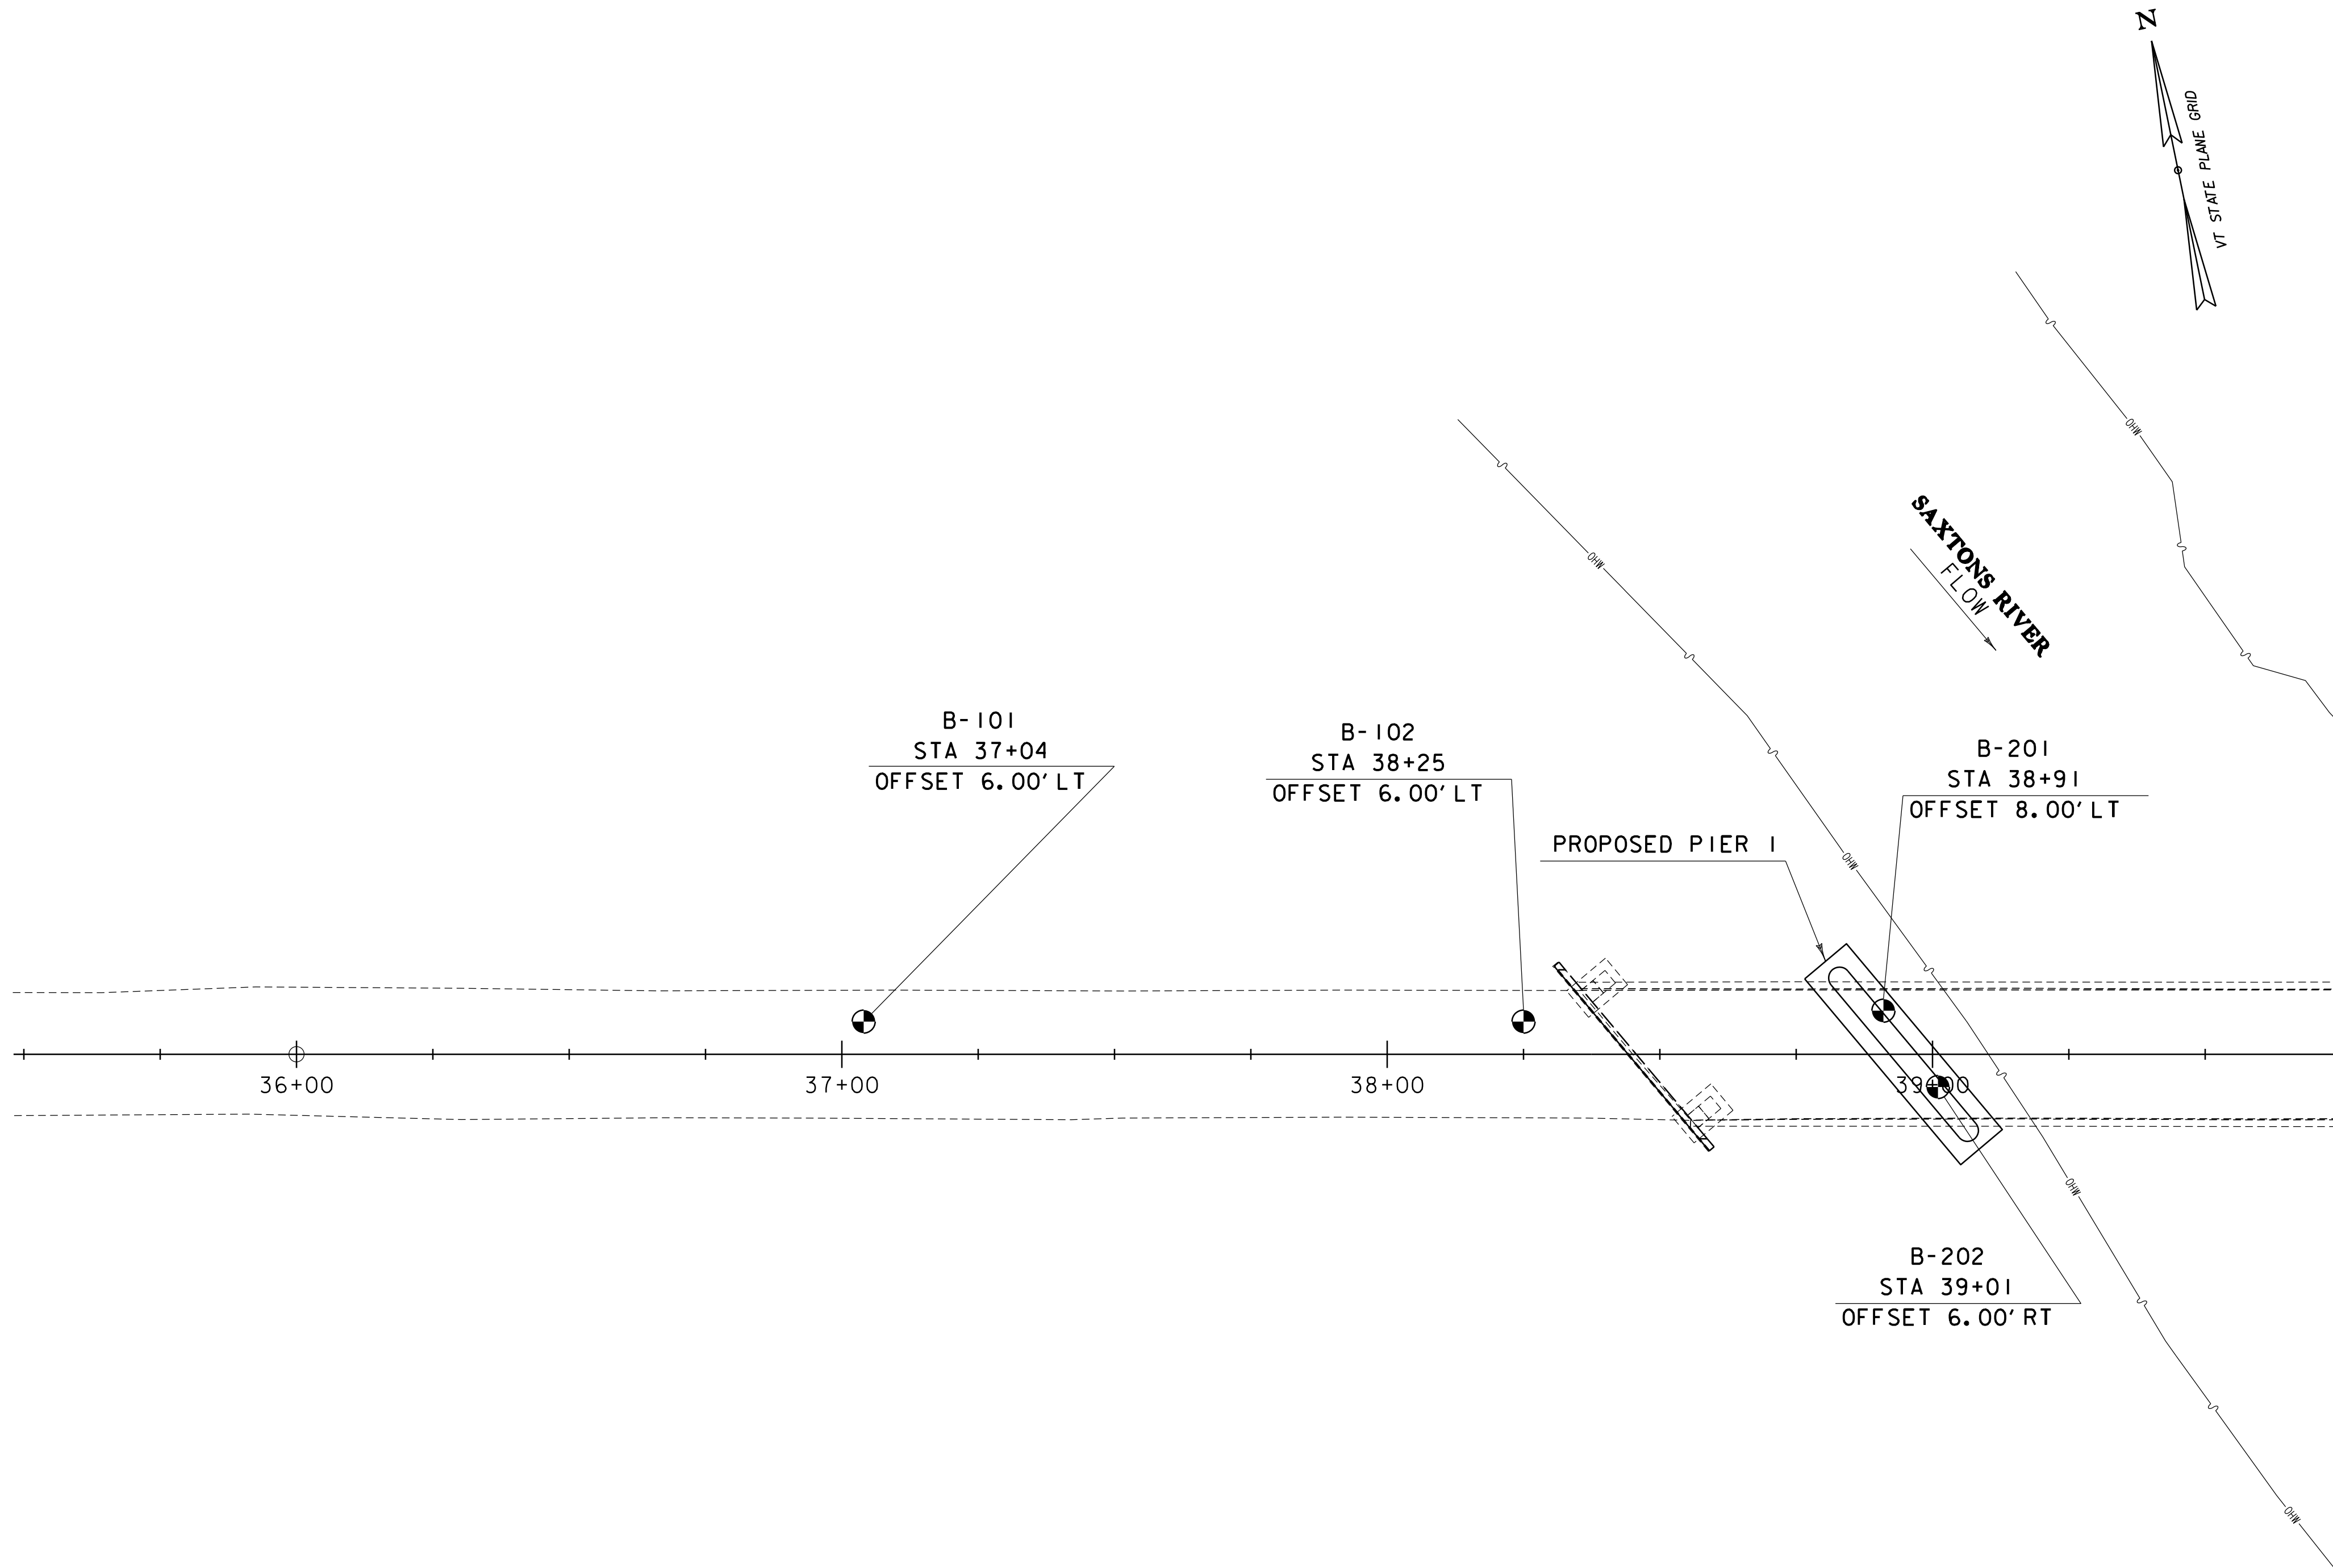 N
VT STATE PLANE GRID
OHW
OHW
SAXTONS RIVER
FLOW
B-101
STA 37+04
OFFSET 6.00' LT
B-102
STA 38+25
OFFSET 6.00' LT
B-201
STA 38+91
OFFSET 8.00' LT
PROPOSED PIER 1
OHW
36+00
37+00
38+00
39+00
OHW
B-202
STA 39+01
OFFSET 6.00' RT
OHW